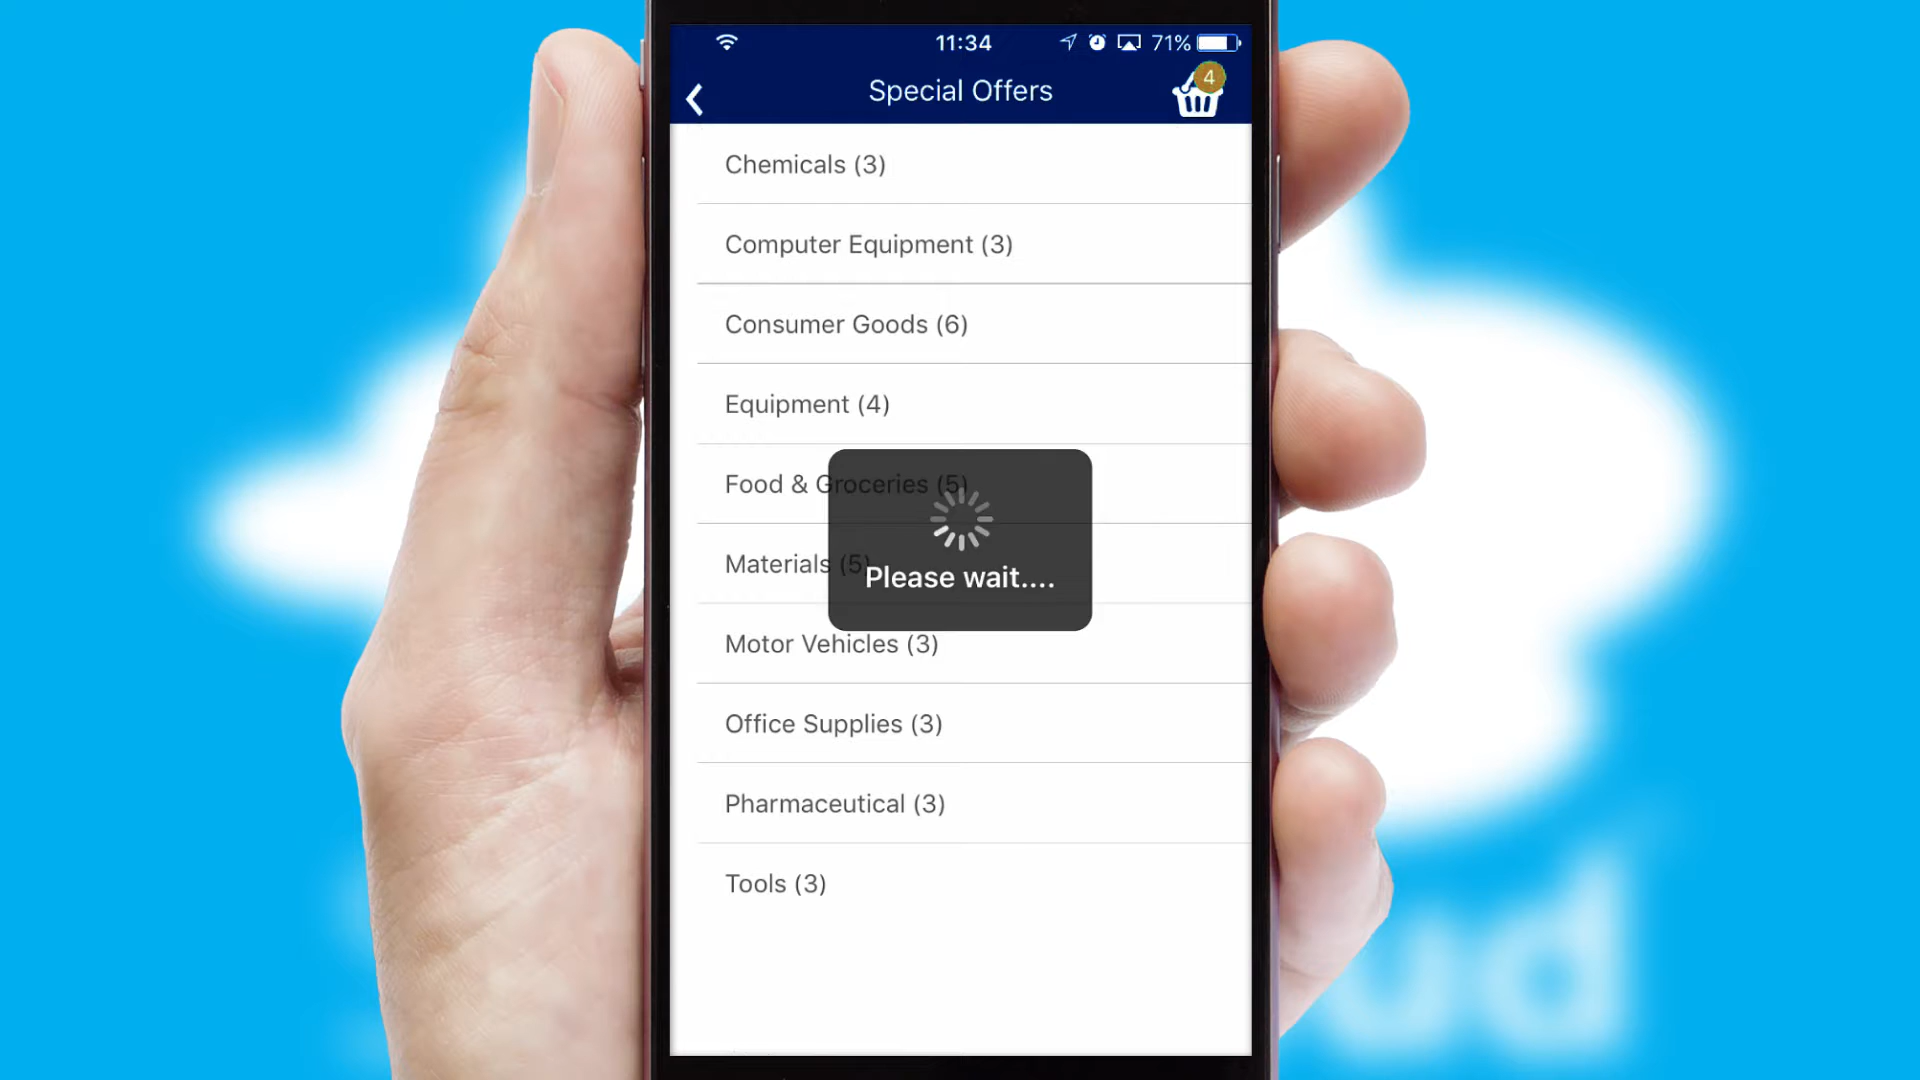 11:34
71%
Special Offers
4
Chemicals (3)
Computer Equipment (3)
Consumer Goods (6)
Equipment (4)
Food & Groceries (5)
Materials (5)
Please wait....
Motor Vehicles (3)
Office Supplies (3)
Pharmaceutical (3)
Tools (3)
ud